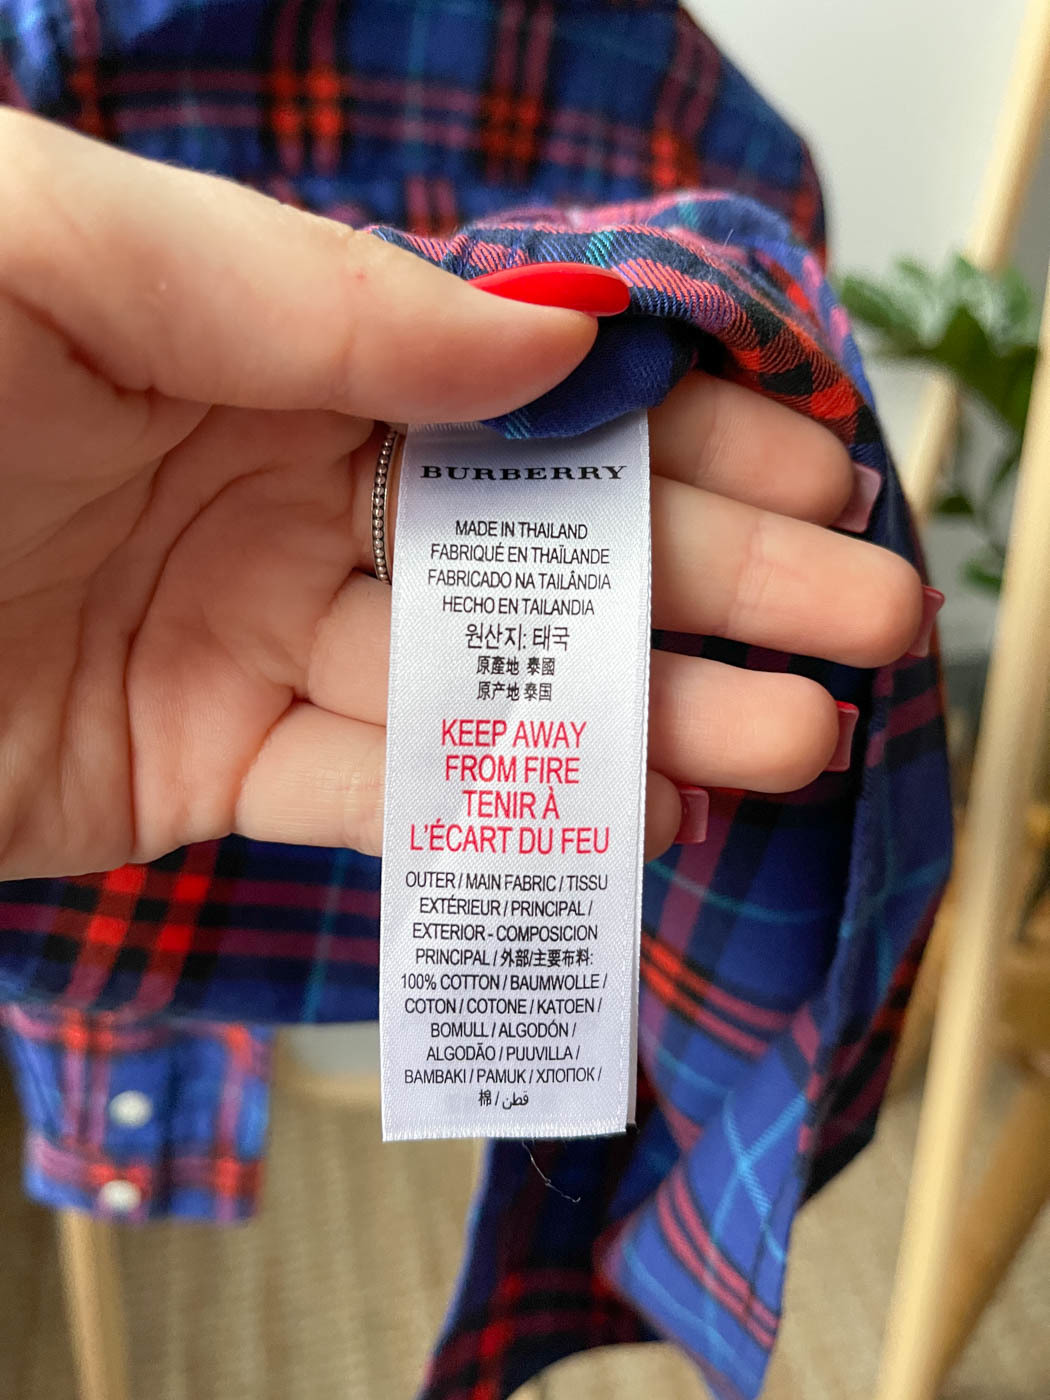 BURBERRY
MADE IN THAILAND
FABRIQUÉ EN THAÏLANDE
FABRICADO NA TAILÂNDIA
HECHO EN TAILANDIA
원산지: 태국
原產地 泰國
原产地 泰国
KEEP AWAY
FROM FIRE
TENIR À
L'ÉCART DU FEU
OUTER / MAIN FABRIC / TISSU
EXTÉRIEUR / PRINCIPAL /
EXTERIOR - COMPOSICION
PRINCIPAL / 外部/主要布料:
100% COTTON / BAUMWOLLE /
COTON / COTONE / KATOEN /
BOMULL / ALGODÓN /
ALGODÃO / PUUVILLA /
BAMBAKI / PAMUK / ХЛОПОК /
棉 / قطن